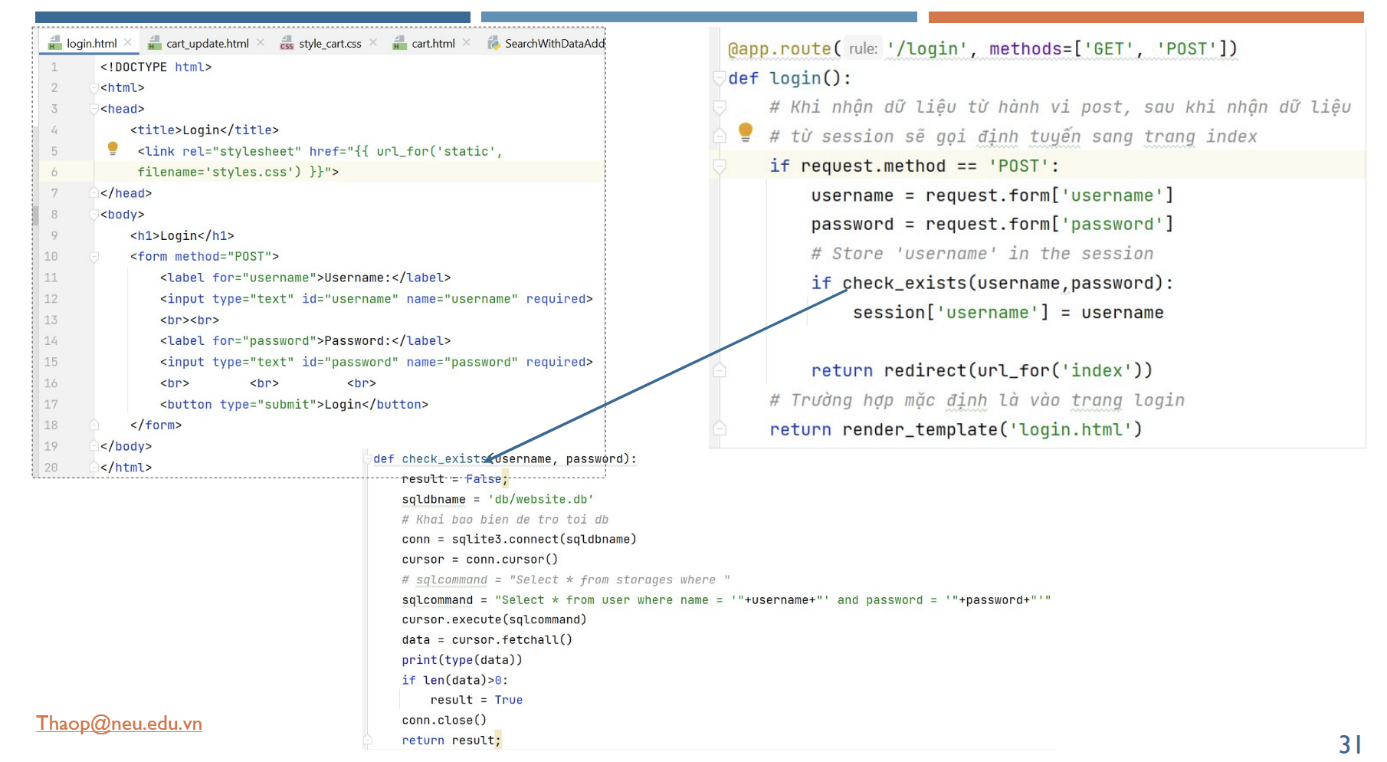 login.html × cart_update.html × style_cart.css × cart.html × SearchWithDataAdd
1 <!DOCTYPE html>
2 <html>
3 <head>
4 <title>Login</title>
5 <link rel="stylesheet" href="{{ url_for('static',
6 filename='styles.css') }}">
7 </head>
8 <body>
9 <h1>Login</h1>
10 <form method="POST">
11 <label for="username">Username:</label>
12 <input type="text" id="username" name="username" required>
13 <br><br>
14 <label for="password">Password:</label>
15 <input type="text" id="password" name="password" required>
16 <br> <br> <br>
17 <button type="submit">Login</button>
18 </form>
19 </body>
20 </html>
@app.route( rule: '/login', methods=['GET', 'POST'])
def login():
# Khi nhận dữ liệu từ hành vi post, sau khi nhận dữ liệu
# từ session sẽ gọi định tuyến sang trang index
if request.method == 'POST':
username = request.form['username']
password = request.form['password']
# Store 'username' in the session
if check_exists(username,password):
session['username'] = username
return redirect(url_for('index'))
# Trường hợp mặc định là vào trang login
return render_template('login.html')
def check_exists(username, password):
result = False;
sqldbname = 'db/website.db'
# Khai bao bien de tro toi db
conn = sqlite3.connect(sqldbname)
cursor = conn.cursor()
# sqlcommand = "Select * from storages where "
sqlcommand = "Select * from user where name = '"+username+"' and password = '"+password+"'"
cursor.execute(sqlcommand)
data = cursor.fetchall()
print(type(data))
if len(data)>0:
result = True
conn.close()
return result;
Thaop@neu.edu.vn
31